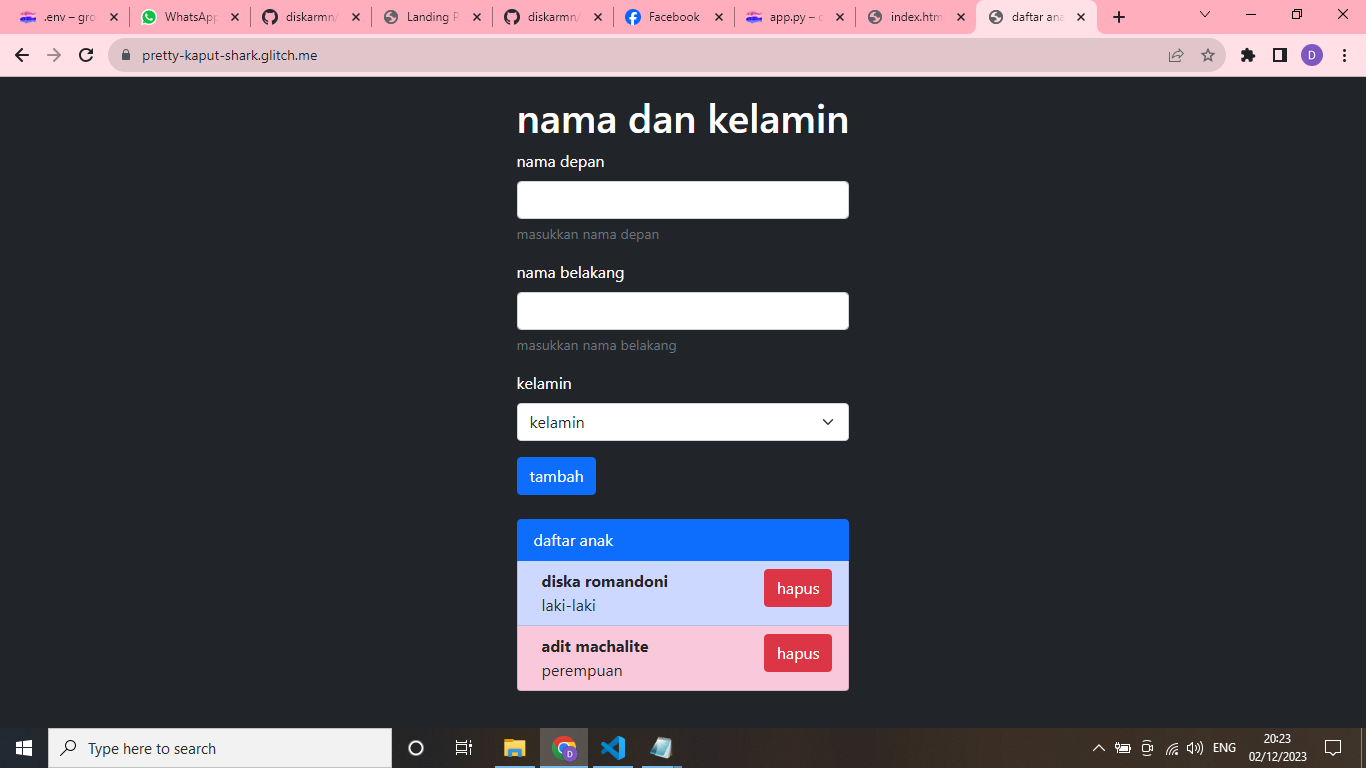 .env – gro
WhatsApp
diskarmn/
Landing P
diskarmn/
Facebook
app.py –
index.htm
daftar ana
pretty-kaput-shark.glitch.me
D
nama dan kelamin
nama depan
masukkan nama depan
nama belakang
masukkan nama belakang
kelamin
kelamin
tambah
daftar anak
diska romandoni
hapus
laki-laki
adit machalite
hapus
perempuan
Type here to search
D
ENG
20:23
02/12/2023